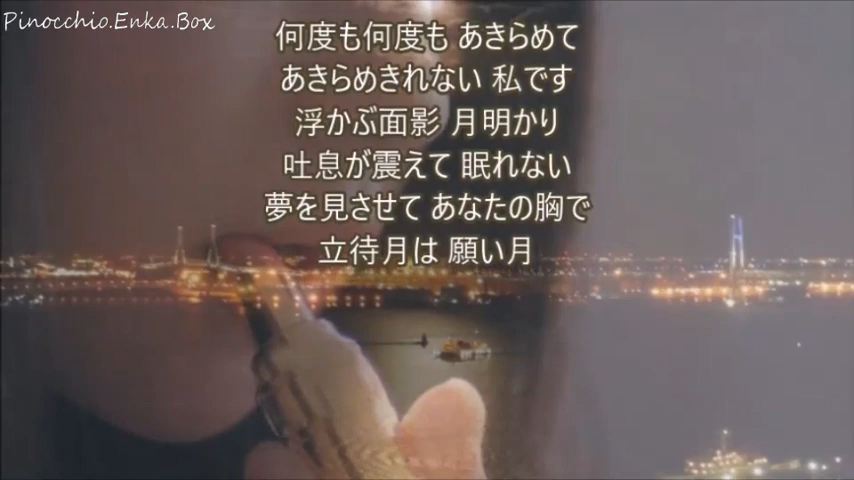 Pinocchio.Enka.Box
何度も何度も あきらめて
あきらめきれない 私です
浮かぶ面影 月明かり
吐息が震えて 眠れない
夢を見させて あなたの胸で
立待月は 願い月